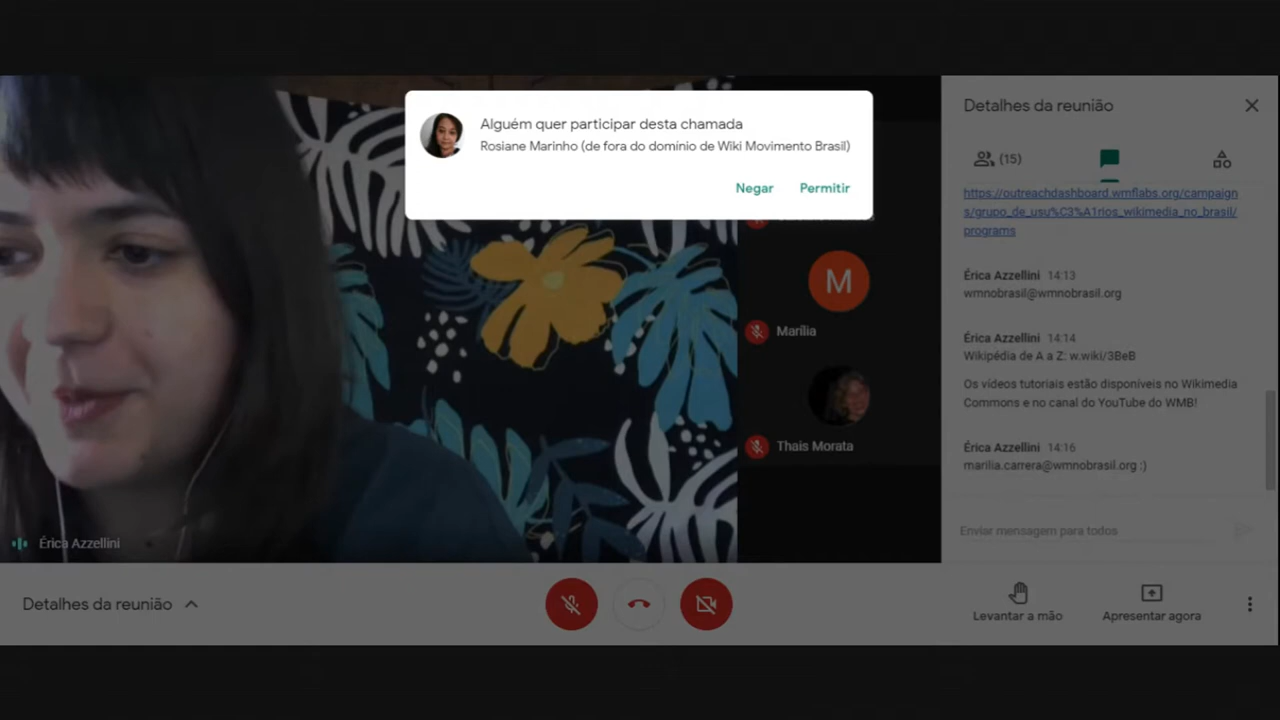 Alguém quer participar desta chamada
Rosiane Marinho (de fora do domínio de Wiki Movimento Brasil)
Negar
Permitir
M
Marília
Thais Morata
Érica Azzellini
Detalhes da reunião
(15)
https://outreachdashboard.wmflabs.org/campaign
s/grupo_de_usu%C3%A1rios_wikimedia_no_brasil/
programs
Érica Azzellini 14:13
wmnobrasil@wmnobrasil.org
Érica Azzellini 14:14
Wikipédia de A a Z: w.wiki/3BeB
Os vídeos tutoriais estão disponíveis no Wikimedia
Commons e no canal do YouTube do WMB!
Érica Azzellini 14:16
marilia.carrera@wmnobrasil.org :)
Enviar mensagem para todos
Detalhes da reunião
Levantar a mão
Apresentar agora